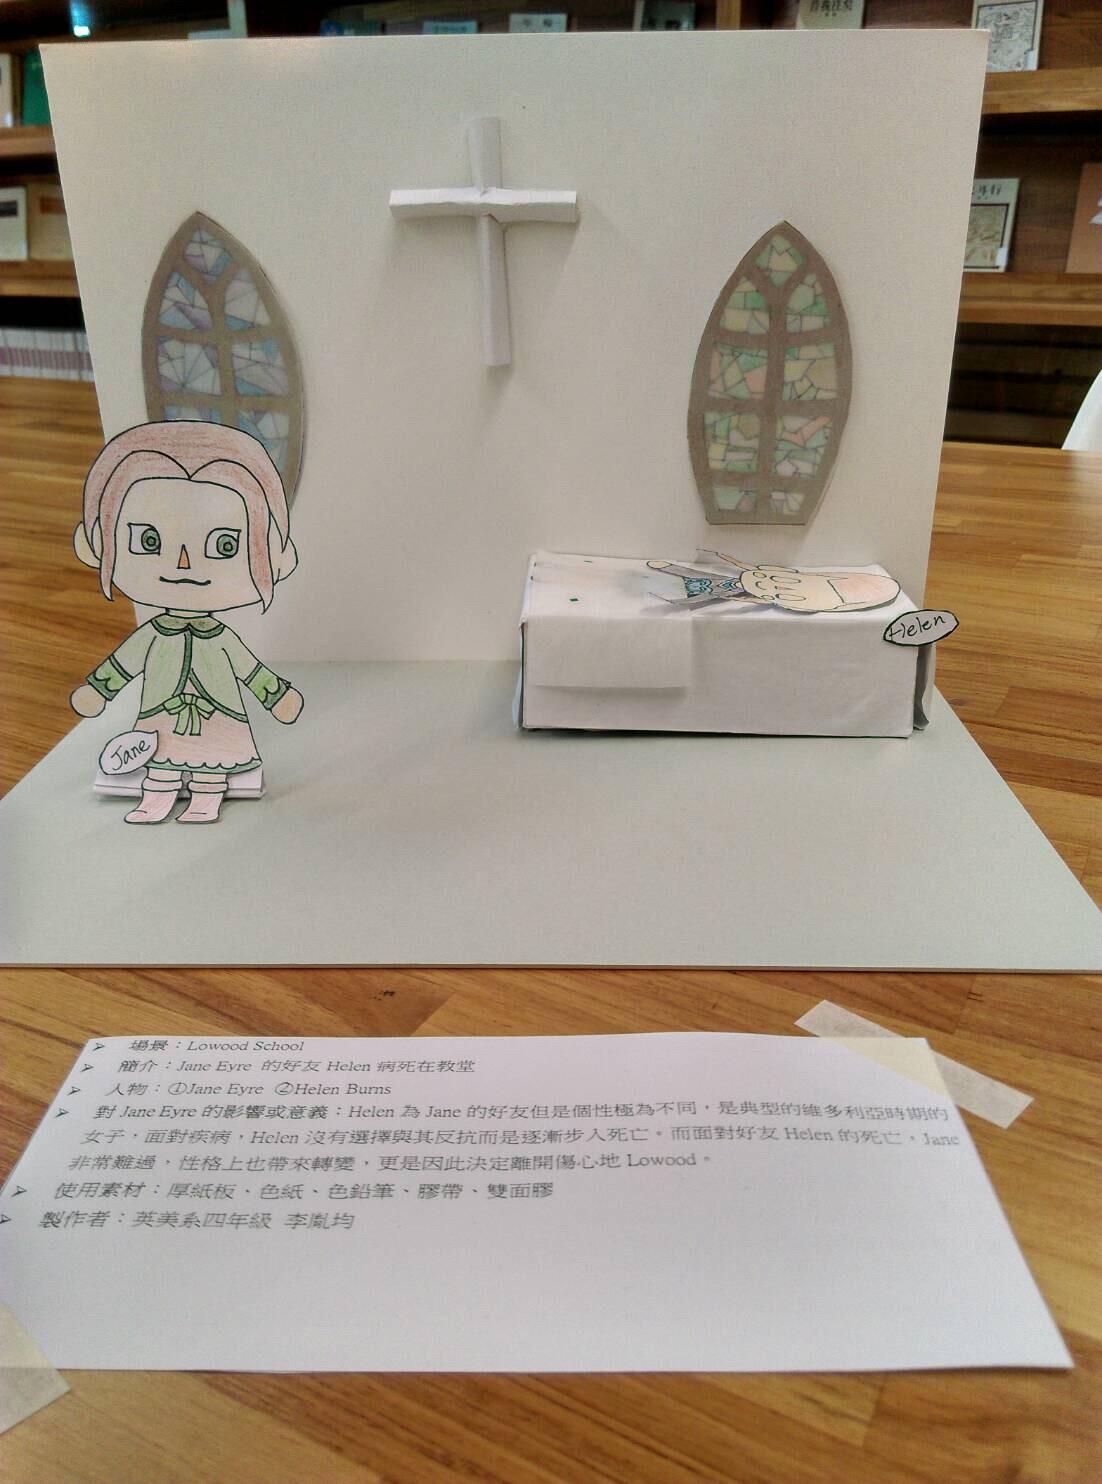 Jane
Helen
➤ 場景：Lowood School
➤ 簡介：Jane Eyre 的好友 Helen 病死在教堂
➤ 人物：①Jane Eyre ②Helen Burns
➤ 對 Jane Eyre 的影響或意義：Helen 為 Jane 的好友但是個性極為不同，是典型的維多利亞時期的
女子，面對疾病，Helen 沒有選擇與其反抗而是逐漸步入死亡。而面對好友 Helen 的死亡，Jane
非常難過，性格上也帶來轉變，更是因此決定離開傷心地 Lowood。
➤ 使用素材：厚紙板、色紙、色鉛筆、膠帶、雙面膠
➤ 製作者：英美系四年級 李胤均